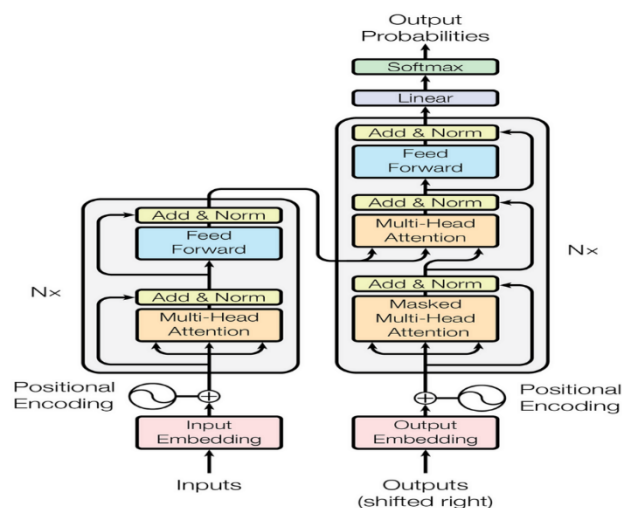 Output
Probabilities
Softmax
Linear
Add & Norm
Feed
Forward
Add & Norm
Multi-Head
Attention
Add & Norm
Masked
Multi-Head
Attention
Nx
Add & Norm
Feed
Forward
Add & Norm
Multi-Head
Attention
Nx
Positional
Encoding
Positional
Encoding
Input
Embedding
Output
Embedding
Inputs
Outputs
(shifted right)